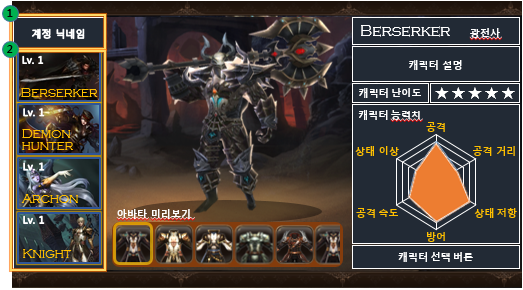 1
계정 닉네임
2
Lv. 1
BERSERKER
Lv. 1
DEMON
HUNTER
Lv. 1
ARCHON
Lv. 1
KNIGHT
아바타 미리보기
BERSERKER 광전사
캐릭터 설명
캐릭터 난이도 ★★★★★
캐릭터 능력치
공격
상태 이상
공격 거리
공격 속도
상태 저항
방어
캐릭터 선택 버튼